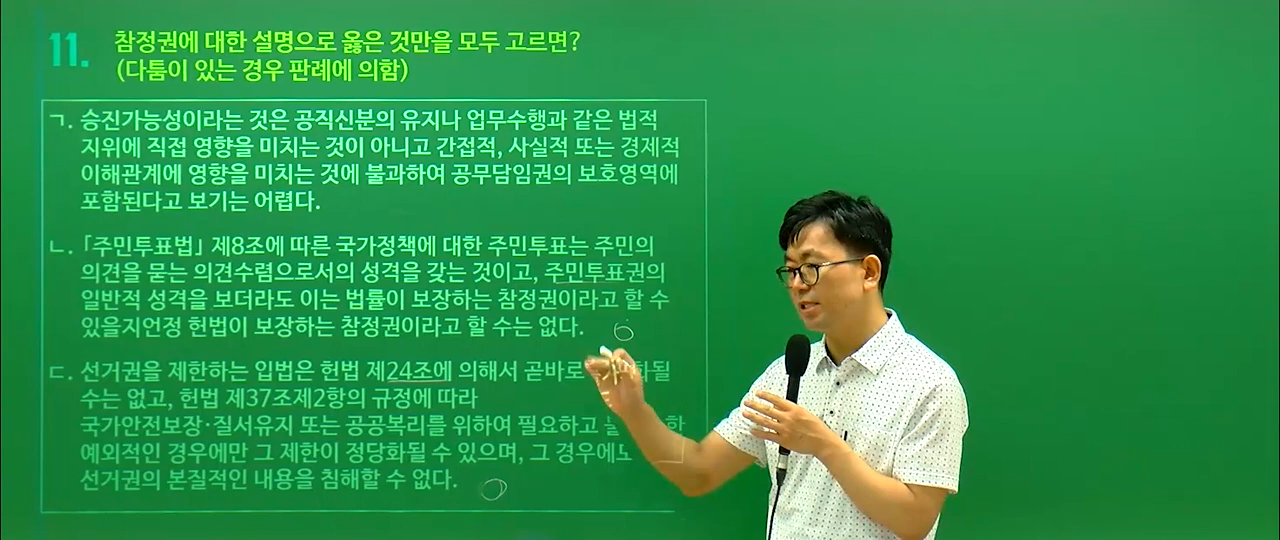 11. 참정권에 대한 설명으로 옳은 것만을 모두 고르면?
(다툼이 있는 경우 판례에 의함)
ㄱ. 승진가능성이라는 것은 공직신분의 유지나 업무수행과 같은 법적
지위에 직접 영향을 미치는 것이 아니고 간접적, 사실적 또는 경제적
이해관계에 영향을 미치는 것에 불과하여 공무담임권의 보호영역에
포함된다고 보기는 어렵다.
ㄴ. 「주민투표법」 제8조에 따른 국가정책에 대한 주민투표는 주민의
의견을 묻는 의견수렴으로서의 성격을 갖는 것이고, 주민투표권의
일반적 성격을 보더라도 이는 법률이 보장하는 참정권이라고 할 수
있을지언정 헌법이 보장하는 참정권이라고 할 수는 없다.
ㄷ. 선거권을 제한하는 입법은 헌법 제24조에 의해서 곧바로
수는 없고, 헌법 제37조제2항의 규정에 따라
국가안전보장·질서유지 또는 공공복리를 위하여 필요하고
예외적인 경우에만 그 제한이 정당화될 수 있으며, 그 경우에도
선거권의 본질적인 내용을 침해할 수 없다.